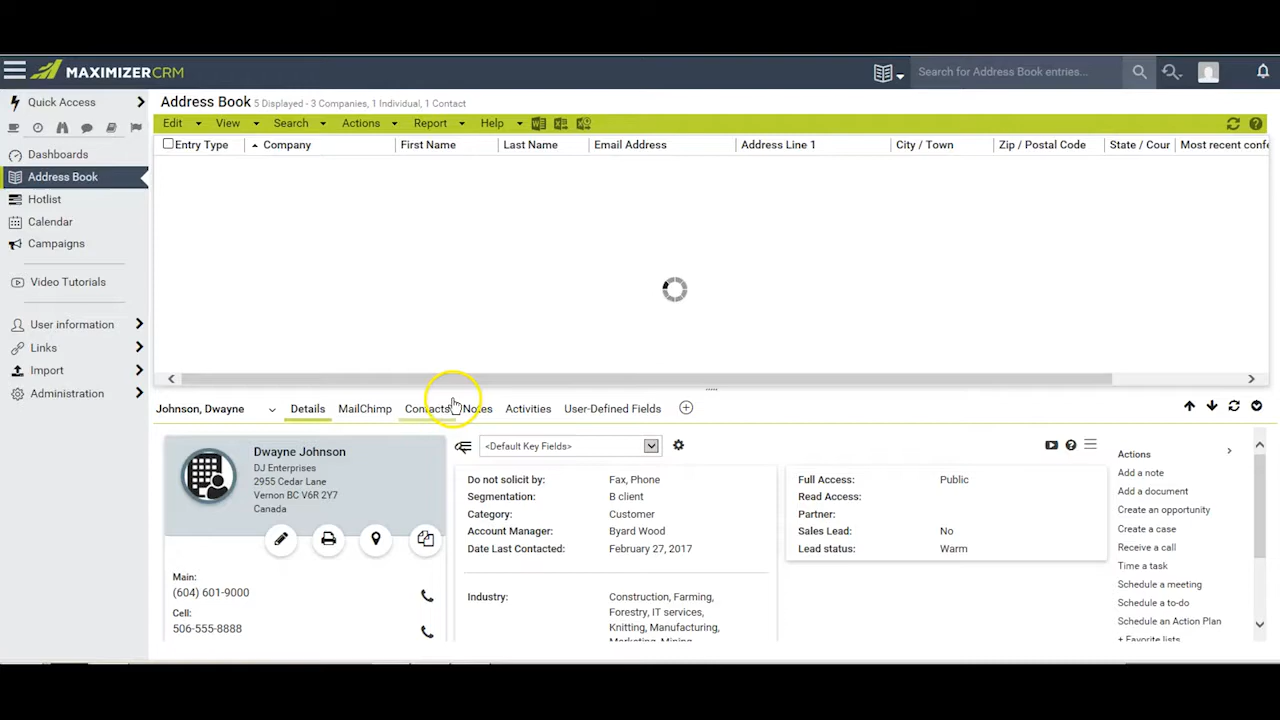 MAXIMIZERCRM
Search for Address Book entries...
Quick Access
Dashboards
Address Book
Hotlist
Calendar
Campaigns
Video Tutorials
User information
Links
Import
Administration
Address Book 5 Displayed - 3 Companies, 1 Individual, 1 Contact
Edit View Search Actions Report Help
Entry Type Company First Name Last Name Email Address Address Line 1 City / Town Zip / Postal Code State / Cour Most recent confe
Johnson, Dwayne Details MailChimp Contacts Notes Activities User-Defined Fields
Dwayne Johnson
DJ Enterprises
2955 Cedar Lane
Vernon BC V6R 2Y7
Canada
Main:
(604) 601-9000
Cell:
506-555-8888
<Default Key Fields>
Do not solicit by: Fax, Phone
Segmentation: B client
Category: Customer
Account Manager: Byard Wood
Date Last Contacted: February 27, 2017
Industry: Construction, Farming,
Forestry, IT services,
Knitting, Manufacturing,
Marketing, Mining
Full Access: Public
Read Access:
Partner:
Sales Lead: No
Lead status: Warm
Actions
Add a note
Add a document
Create an opportunity
Create a case
Receive a call
Time a task
Schedule a meeting
Schedule a to-do
Schedule an Action Plan
+ Favorite lists